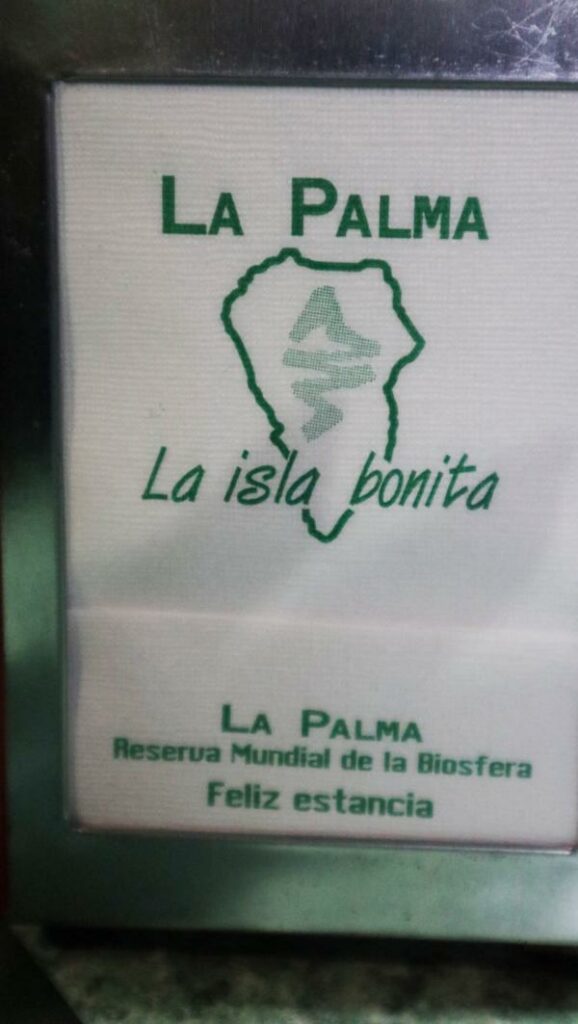 LA PALMA
La isla bonita
LA PALMA
Reserva Mundial de la Biosfera
Feliz estancia